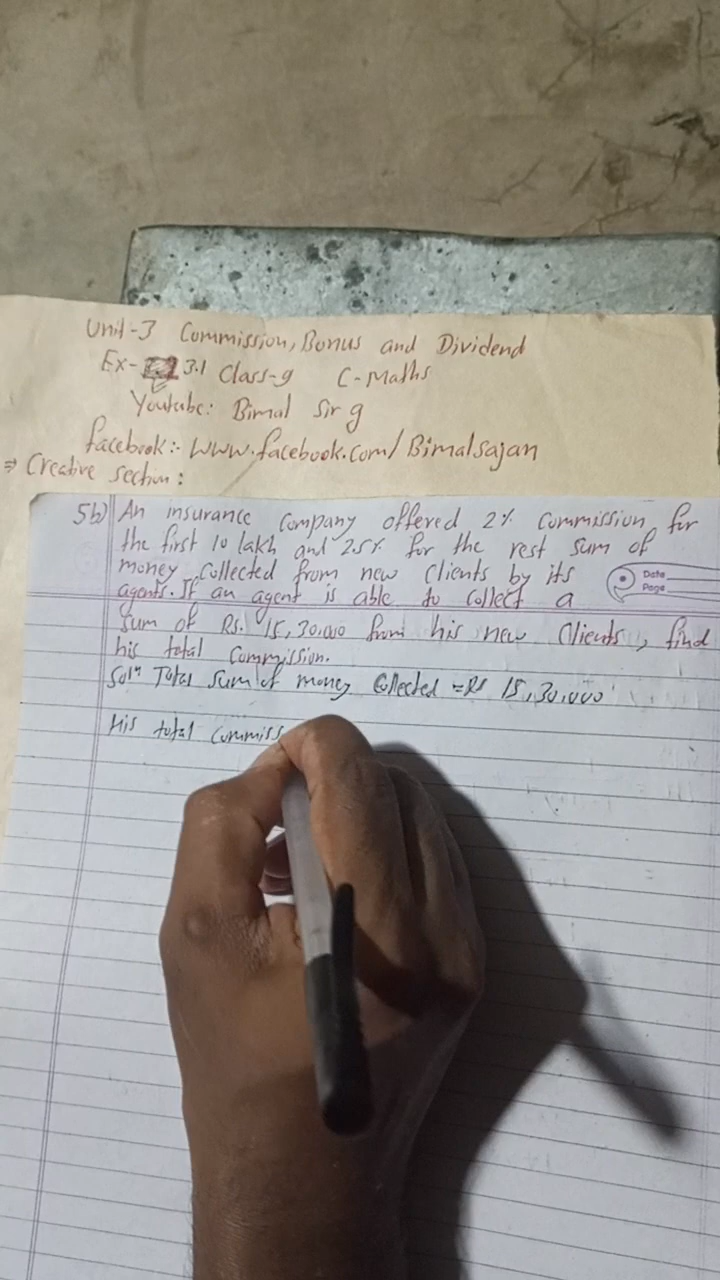 Unit-3 Commission, Bonus and Dividend
Ex- 3.1 Class-9 C-Maths
Youtube: Bimal Sir g
facebook:- www.facebook.com/Bimalsajan
⇒ Creative section:
5b) An insurance Company offered 2% Commission for
the first 10 lakh and 2.5% for the rest sum of
money collected from new clients by its
agents. If an agent is able to collect a
Date
Page
sum of Rs. 15,30,000 from his new clients, find
his total Commission.
Solⁿ Total sum of money Collected = Rs 15,30,000
His total Commiss